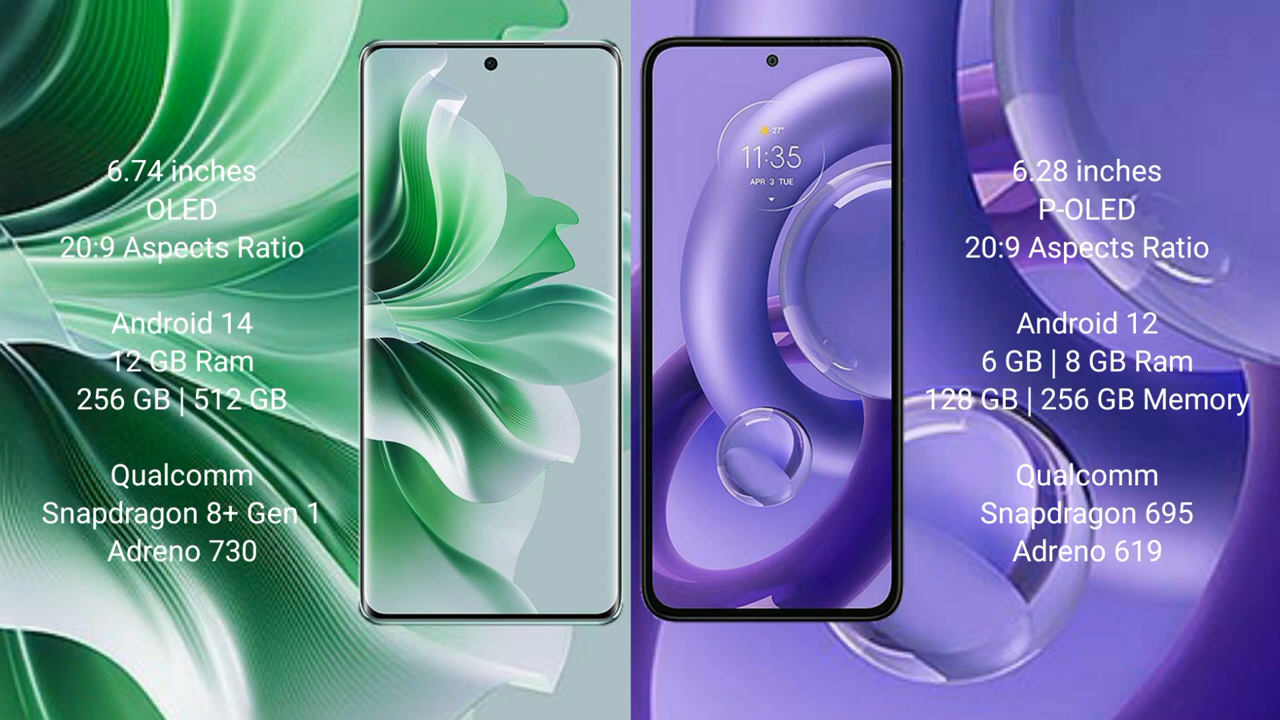 6.74 inches
OLED
20:9 Aspects Ratio
Android 14
12 GB Ram
256 GB | 512 GB
Qualcomm
Snapdragon 8+ Gen 1
Adreno 730
27°
11:35
APR 3 TUE
6.28 inches
P-OLED
20:9 Aspects Ratio
Android 12
6 GB | 8 GB Ram
128 GB | 256 GB Memory
Qualcomm
Snapdragon 695
Adreno 619